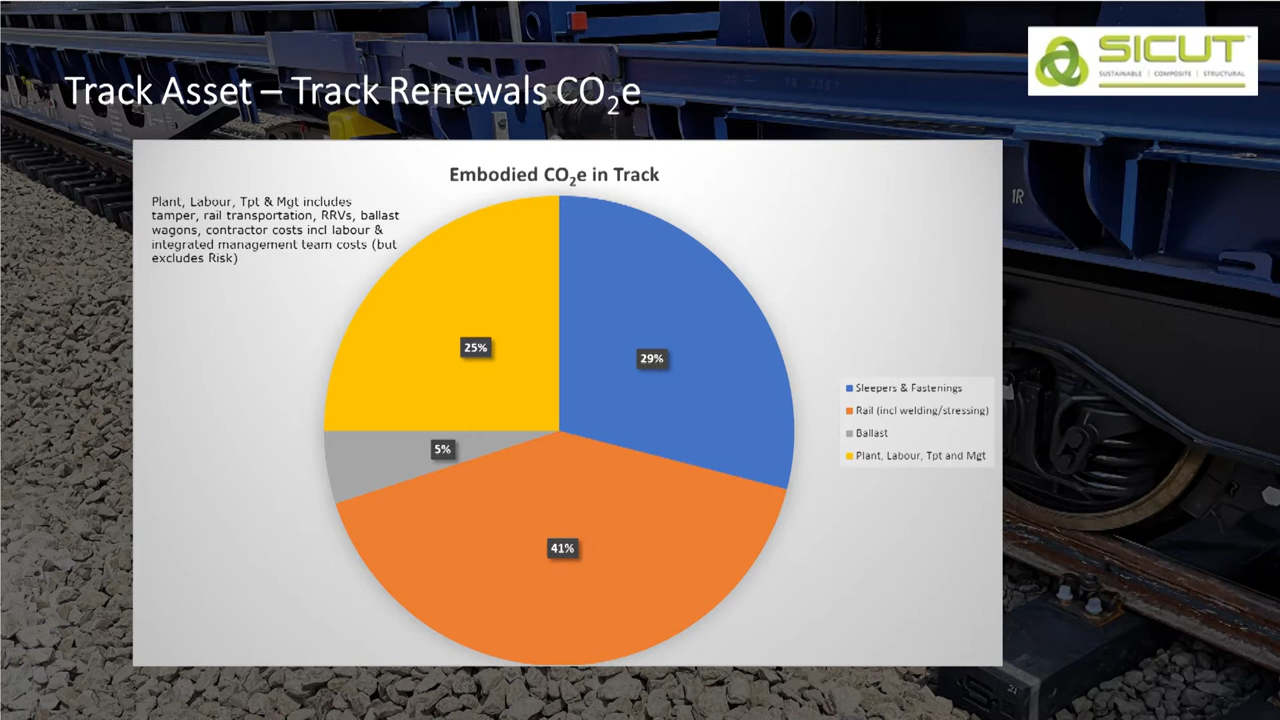 Track Asset – Track Renewals CO₂e
SICUT
SUSTAINABLE | COMPOSITE | STRUCTURAL
Embodied CO₂e in Track
Plant, Labour, Tpt & Mgt includes
tamper, rail transportation, RRVs, ballast
wagons, contractor costs incl labour &
integrated management team costs (but
excludes Risk)
25%
29%
5%
41%
Sleepers & Fastenings
Rail (incl welding/stressing)
Ballast
Plant, Labour, Tpt and Mgt
1R
21